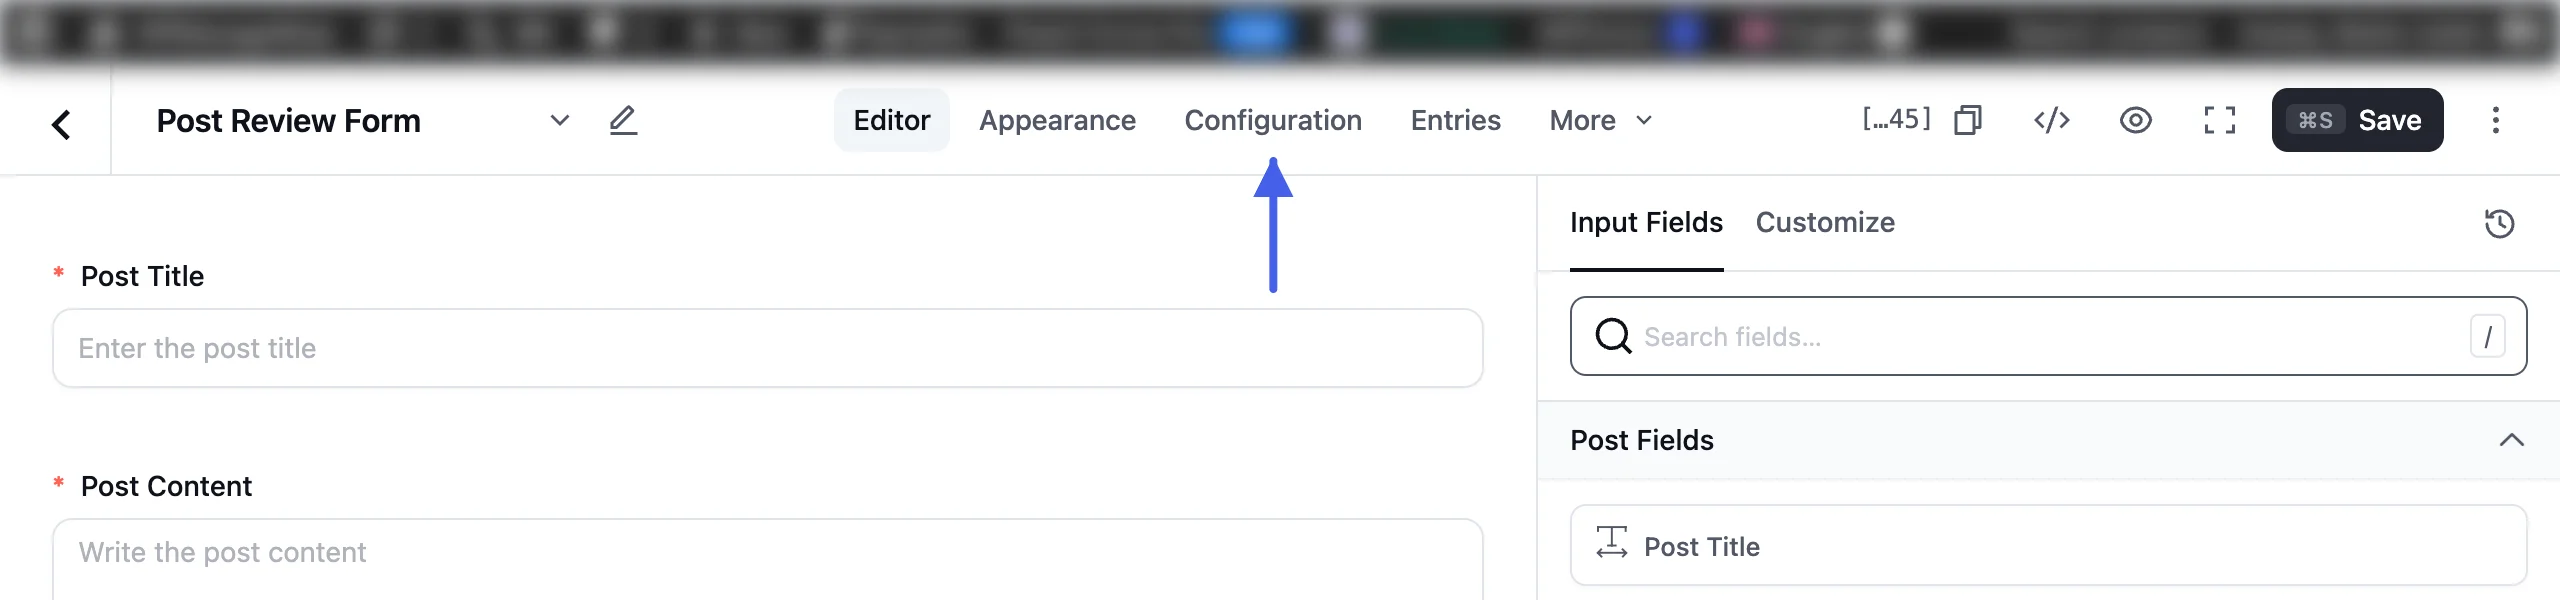 Post Review Form
Editor Appearance Configuration Entries More
[...45]
⌘S Save
Input Fields Customize
* Post Title
Enter the post title
Search fields...
/
Post Fields
* Post Content
Write the post content
Post Title